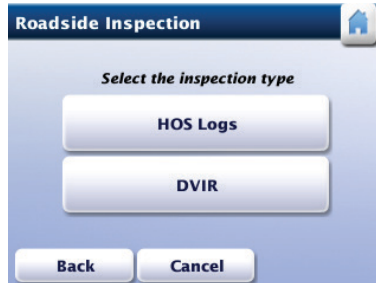 Roadside Inspection
Select the inspection type
HOS Logs
DVIR
Back Cancel